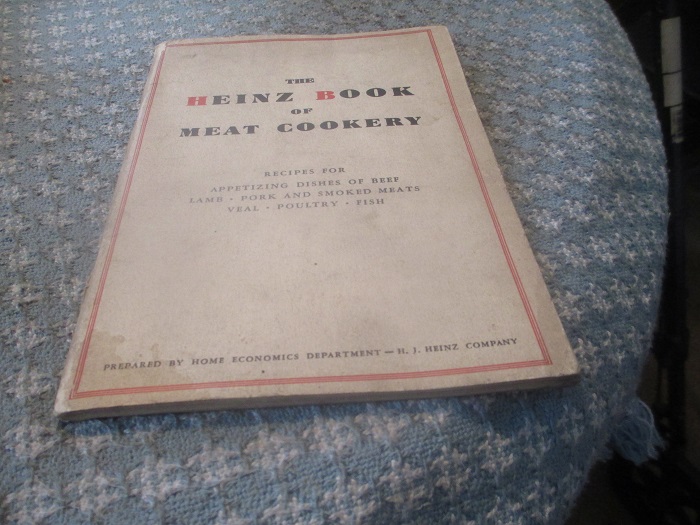 THE
HEINZ BOOK
OF
MEAT COOKERY
RECIPES FOR
APPETIZING DISHES OF BEEF
LAMB · PORK AND SMOKED MEATS
VEAL · POULTRY · FISH
PREPARED BY HOME ECONOMICS DEPARTMENT — H. J. HEINZ COMPANY